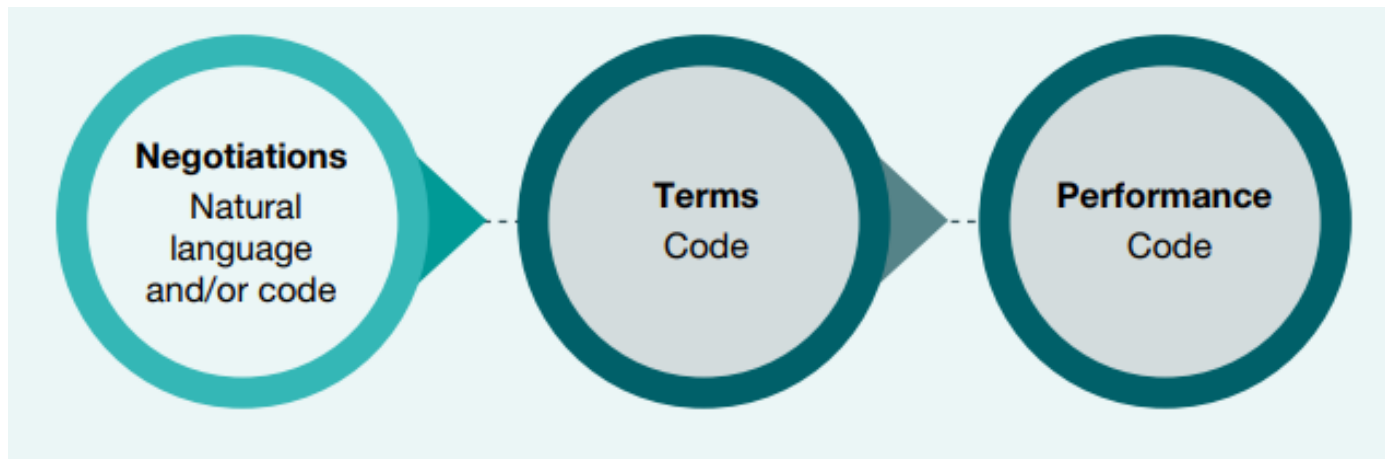 Negotiations
Natural
language
and/or code
Terms
Code
Performance
Code